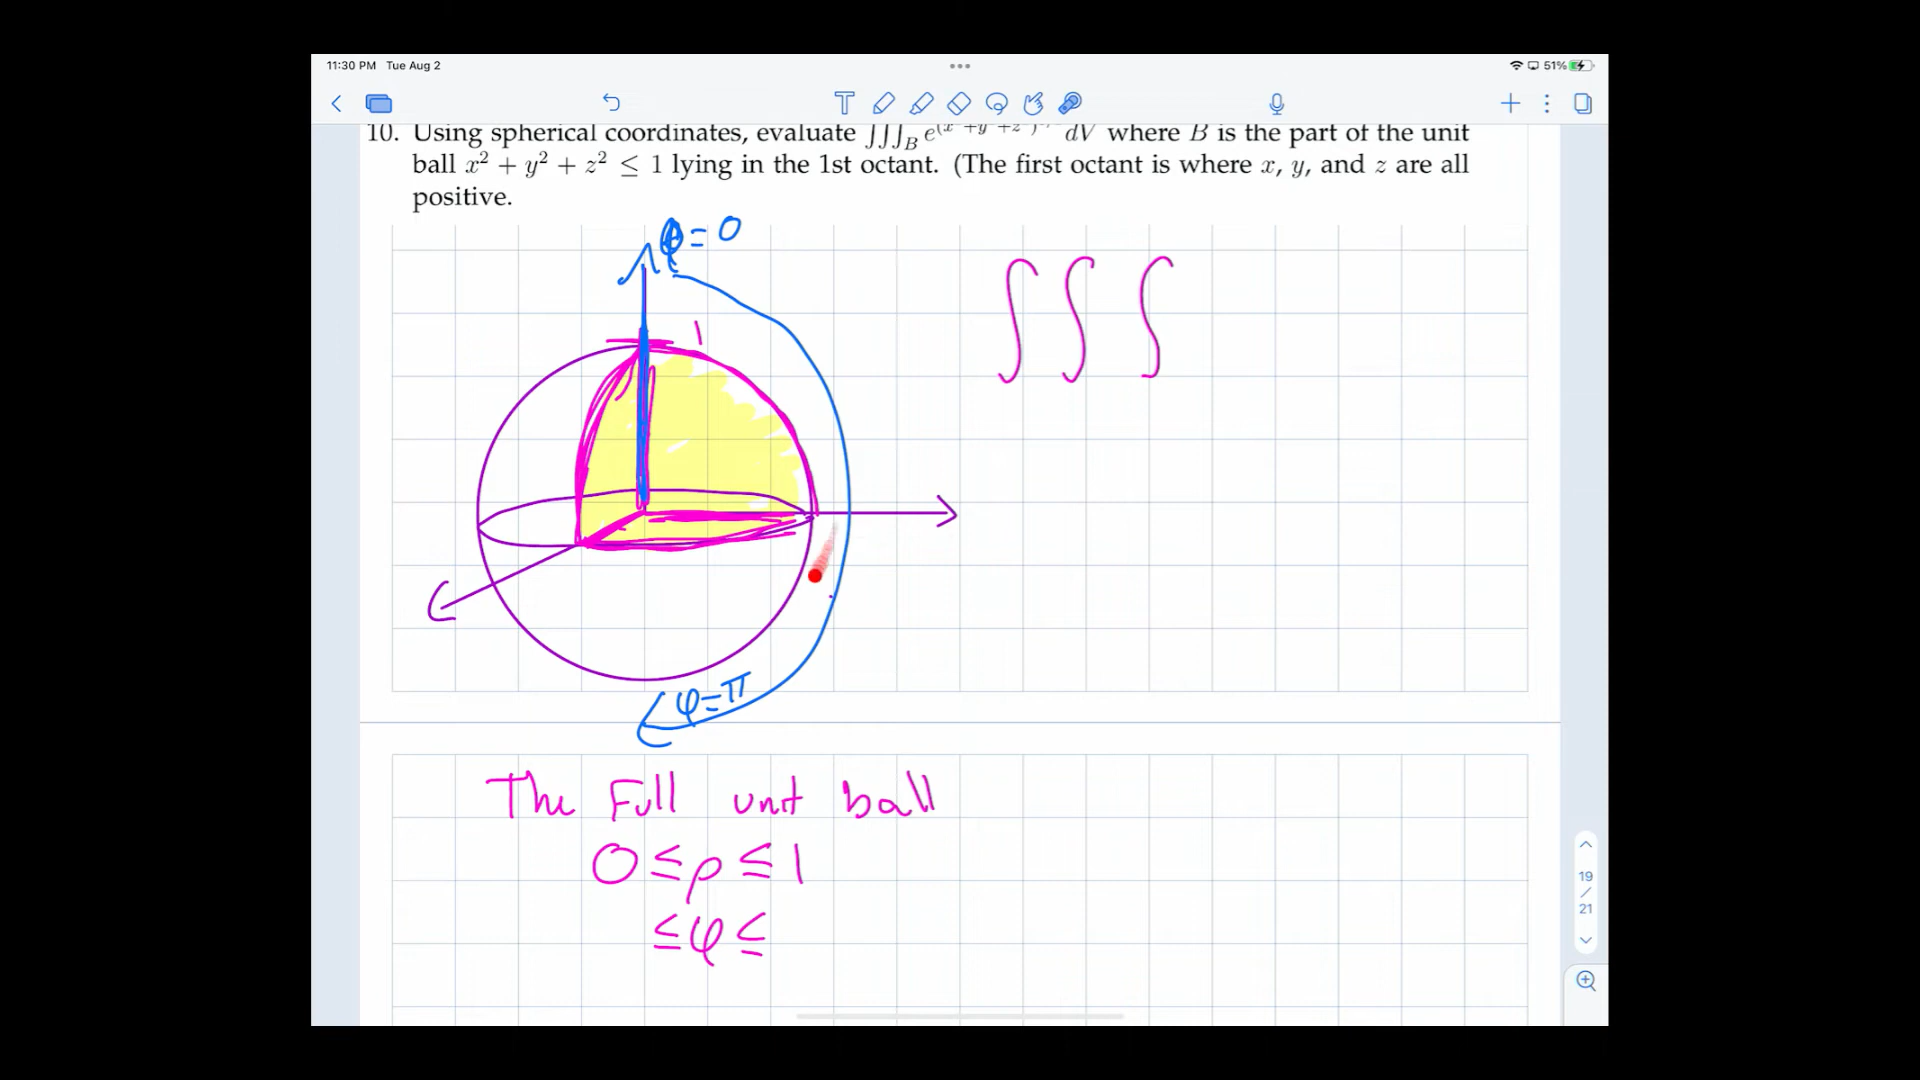 11:30 PM Tue Aug 2
51%
10. Using spherical coordinates, evaluate ∭_B dV where B is the part of the unit
ball x² + y² + z² ≤ 1 lying in the 1st octant. (The first octant is where x, y, and z are all
positive.
φ = 0
1
∫ ∫ ∫
φ = π
The Full unit ball
0 ≤ ρ ≤ 1
≤ φ ≤
19
/
21